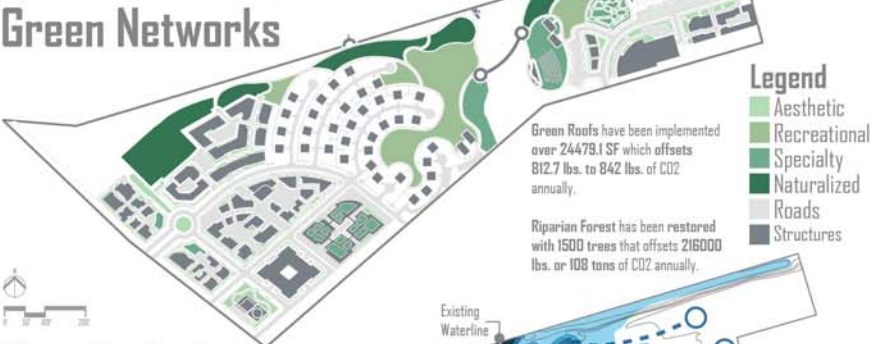 Green Networks
Legend
Aesthetic
Recreational
Specialty
Naturalized
Roads
Structures
Green Roofs have been implemented
over 24479.1 SF which offsets
812.7 lbs. to 842 lbs. of CO2
annually.
Riparian Forest has been restored
with 1500 trees that offsets 216000
lbs. or 108 tons of CO2 annually.
Existing
Waterline